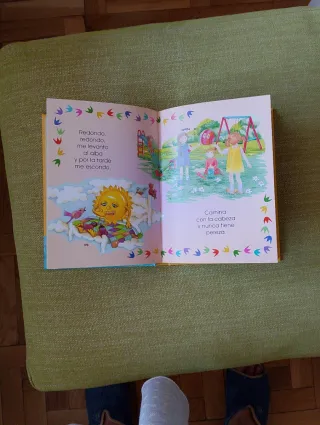 Redondo,
redondo,
me levanto
al alba
y por la tarde
me escondo.
Camina
con la cabeza
y nunca tiene
pereza.